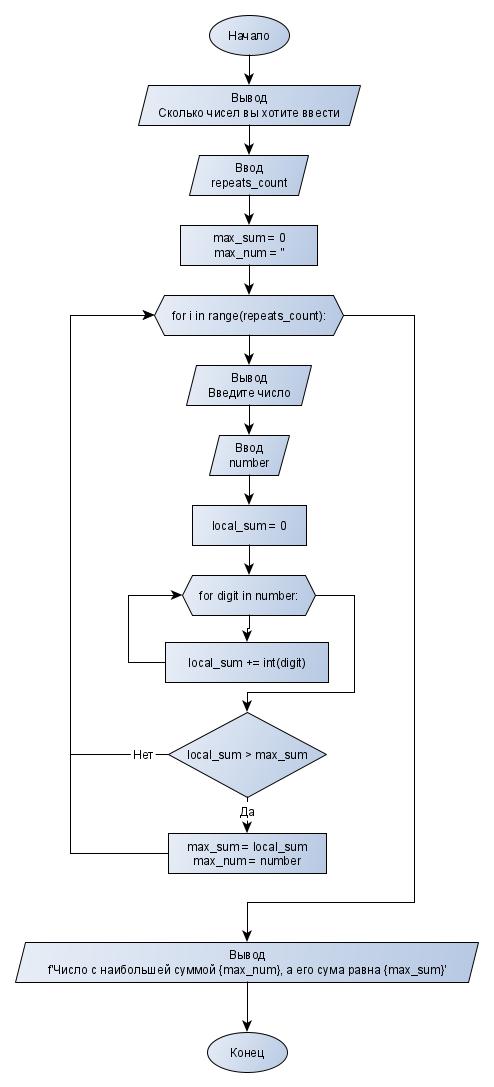 Начало
Вывод
Сколько чисел вы хотите ввести
Ввод
repeats_count
max_sum = 0
max_num = ''
for i in range(repeats_count):
Вывод
Введите число
Ввод
number
local_sum = 0
for digit in number:
local_sum += int(digit)
local_sum > max_sum
Нет
Да
max_sum = local_sum
max_num = number
Вывод
f'Число с наибольшей суммой {max_num}, а его сума равна {max_sum}'
Конец